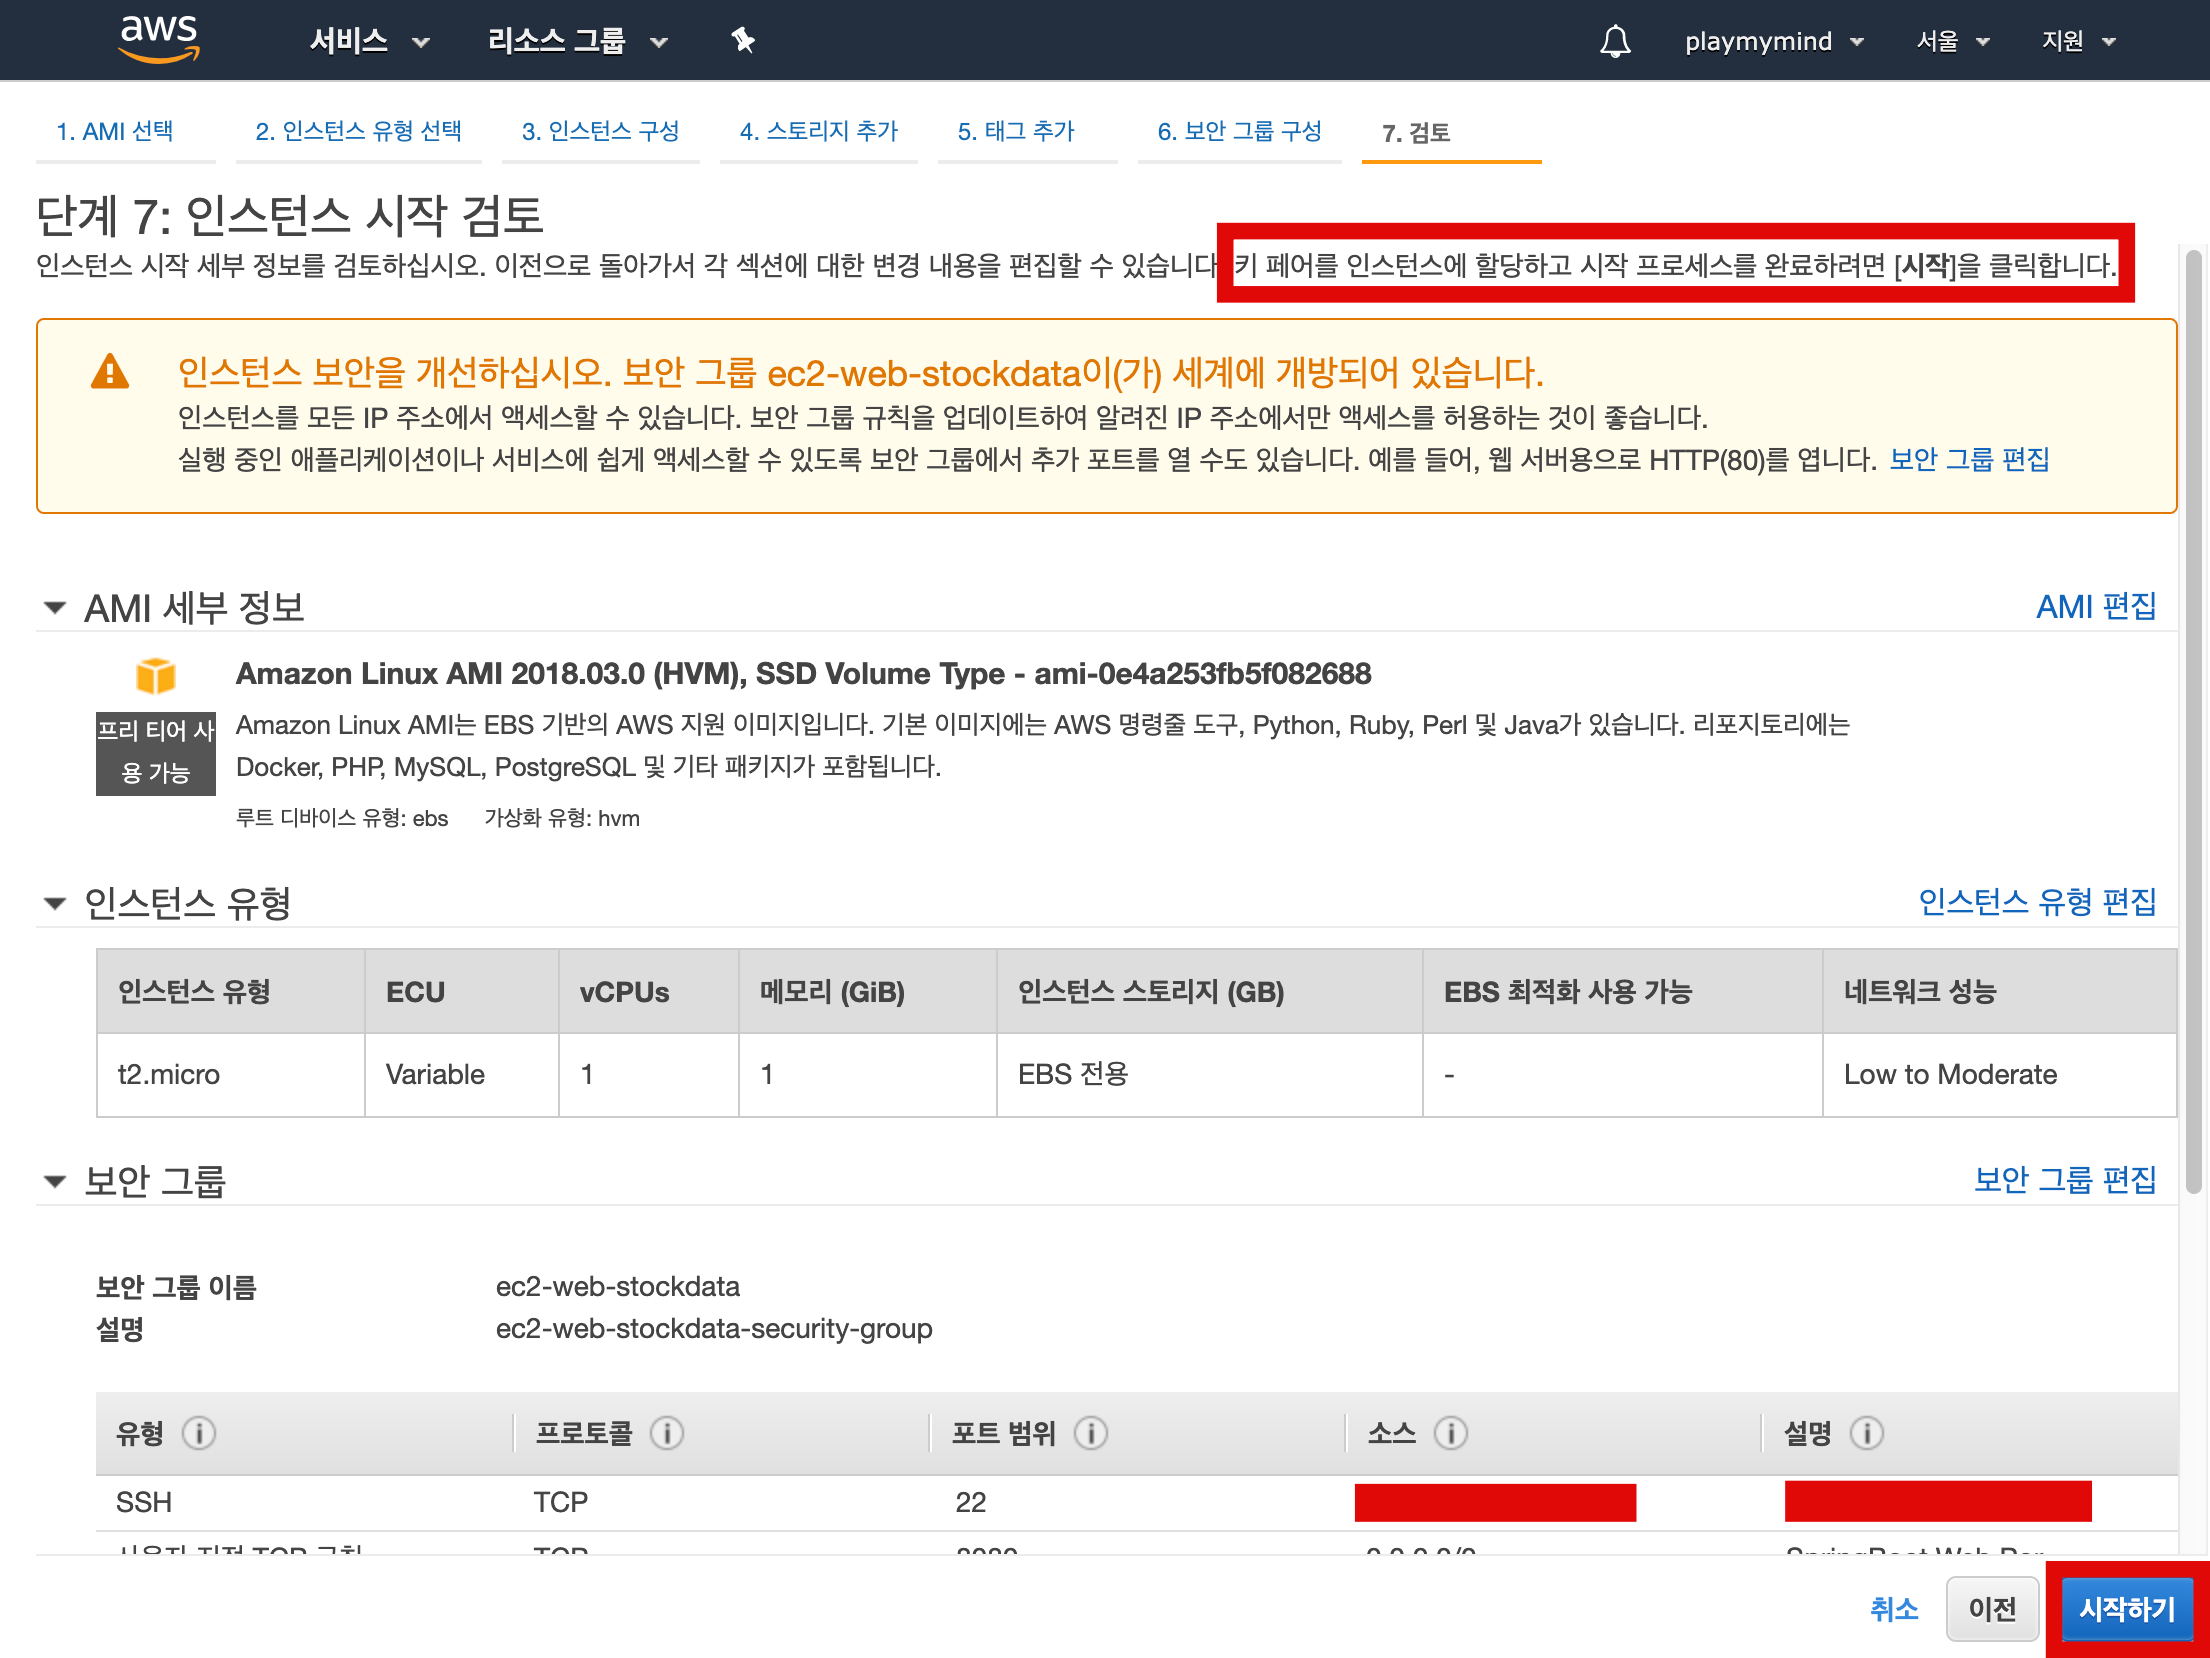 aws 서비스 리소스 그룹 playmymind 서울 지원
1. AMI 선택 2. 인스턴스 유형 선택 3. 인스턴스 구성 4. 스토리지 추가 5. 태그 추가 6. 보안 그룹 구성 7. 검토
단계 7: 인스턴스 시작 검토
인스턴스 시작 세부 정보를 검토하십시오. 이전으로 돌아가서 각 섹션에 대한 변경 내용을 편집할 수 있습니다 키 페어를 인스턴스에 할당하고 시작 프로세스를 완료하려면 [시작]을 클릭합니다.
인스턴스 보안을 개선하십시오. 보안 그룹 ec2-web-stockdata이(가) 세계에 개방되어 있습니다.
인스턴스를 모든 IP 주소에서 액세스할 수 있습니다. 보안 그룹 규칙을 업데이트하여 알려진 IP 주소에서만 액세스를 허용하는 것이 좋습니다.
실행 중인 애플리케이션이나 서비스에 쉽게 액세스할 수 있도록 보안 그룹에서 추가 포트를 열 수도 있습니다. 예를 들어, 웹 서버용으로 HTTP(80)를 엽니다. 보안 그룹 편집
AMI 세부 정보 AMI 편집
Amazon Linux AMI 2018.03.0 (HVM), SSD Volume Type - ami-0e4a253fb5f082688
프리 티어 사
용 가능
Amazon Linux AMI는 EBS 기반의 AWS 지원 이미지입니다. 기본 이미지에는 AWS 명령줄 도구, Python, Ruby, Perl 및 Java가 있습니다. 리포지토리에는
Docker, PHP, MySQL, PostgreSQL 및 기타 패키지가 포함됩니다.
루트 디바이스 유형: ebs 가상화 유형: hvm
인스턴스 유형 인스턴스 유형 편집
인스턴스 유형 ECU vCPUs 메모리 (GiB) 인스턴스 스토리지 (GB) EBS 최적화 사용 가능 네트워크 성능
t2.micro Variable 1 1 EBS 전용 - Low to Moderate
보안 그룹 보안 그룹 편집
보안 그룹 이름 ec2-web-stockdata
설명 ec2-web-stockdata-security-group
유형 프로토콜 포트 범위 소스 설명
SSH TCP 22
취소 이전 시작하기